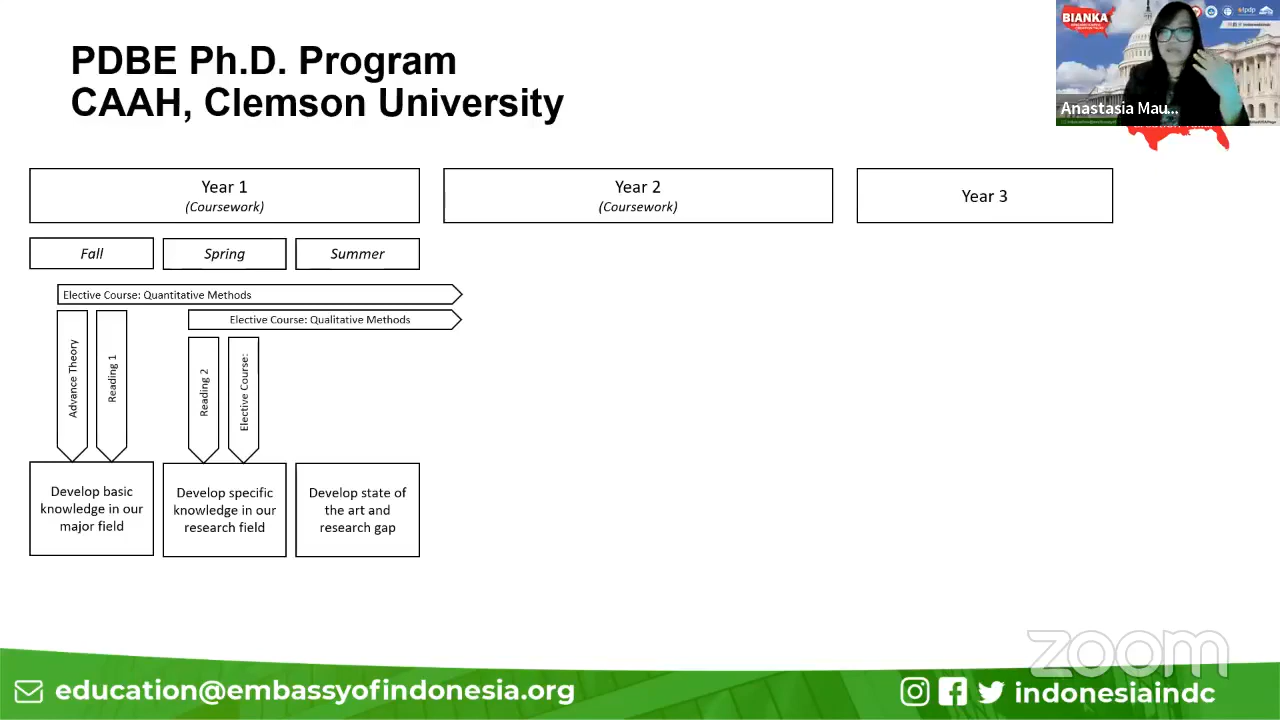 PDBE Ph.D. Program
CAAH, Clemson University
BIANKA
lpdp
Anastasia Mau...
Year 1
(Coursework)
Year 2
(Coursework)
Year 3
Fall
Spring
Summer
Elective Course: Quantitative Methods
Elective Course: Qualitative Methods
Advance Theory
Reading 1
Reading 2
Elective Course:
Develop basic
knowledge in our
major field
Develop specific
knowledge in our
research field
Develop state of
the art and
research gap
zoom
education@embassyofindonesia.org
indonesiaindc